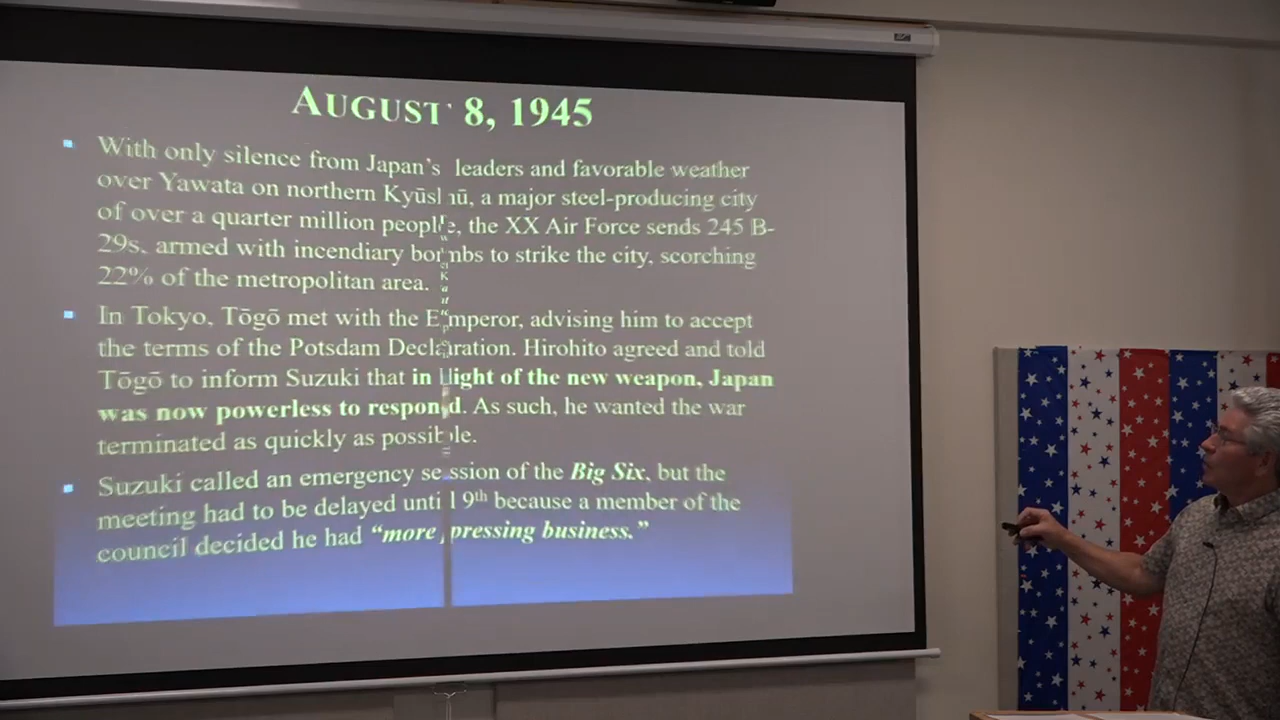 AUGUST 8, 1945
With only silence from Japan's leaders and favorable weather
over Yawata on northern Kyūshū, a major steel-producing city
of over a quarter million people, the XX Air Force sends 245 B-
29s, armed with incendiary bombs to strike the city, scorching
22% of the metropolitan area.
In Tokyo, Tōgō met with the Emperor, advising him to accept
the terms of the Potsdam Declaration. Hirohito agreed and told
Tōgō to inform Suzuki that in light of the new weapon, Japan
was now powerless to respond. As such, he wanted the war
terminated as quickly as possible.
Suzuki called an emergency session of the Big Six, but the
meeting had to be delayed until 9th because a member of the
council decided he had “more pressing business.”